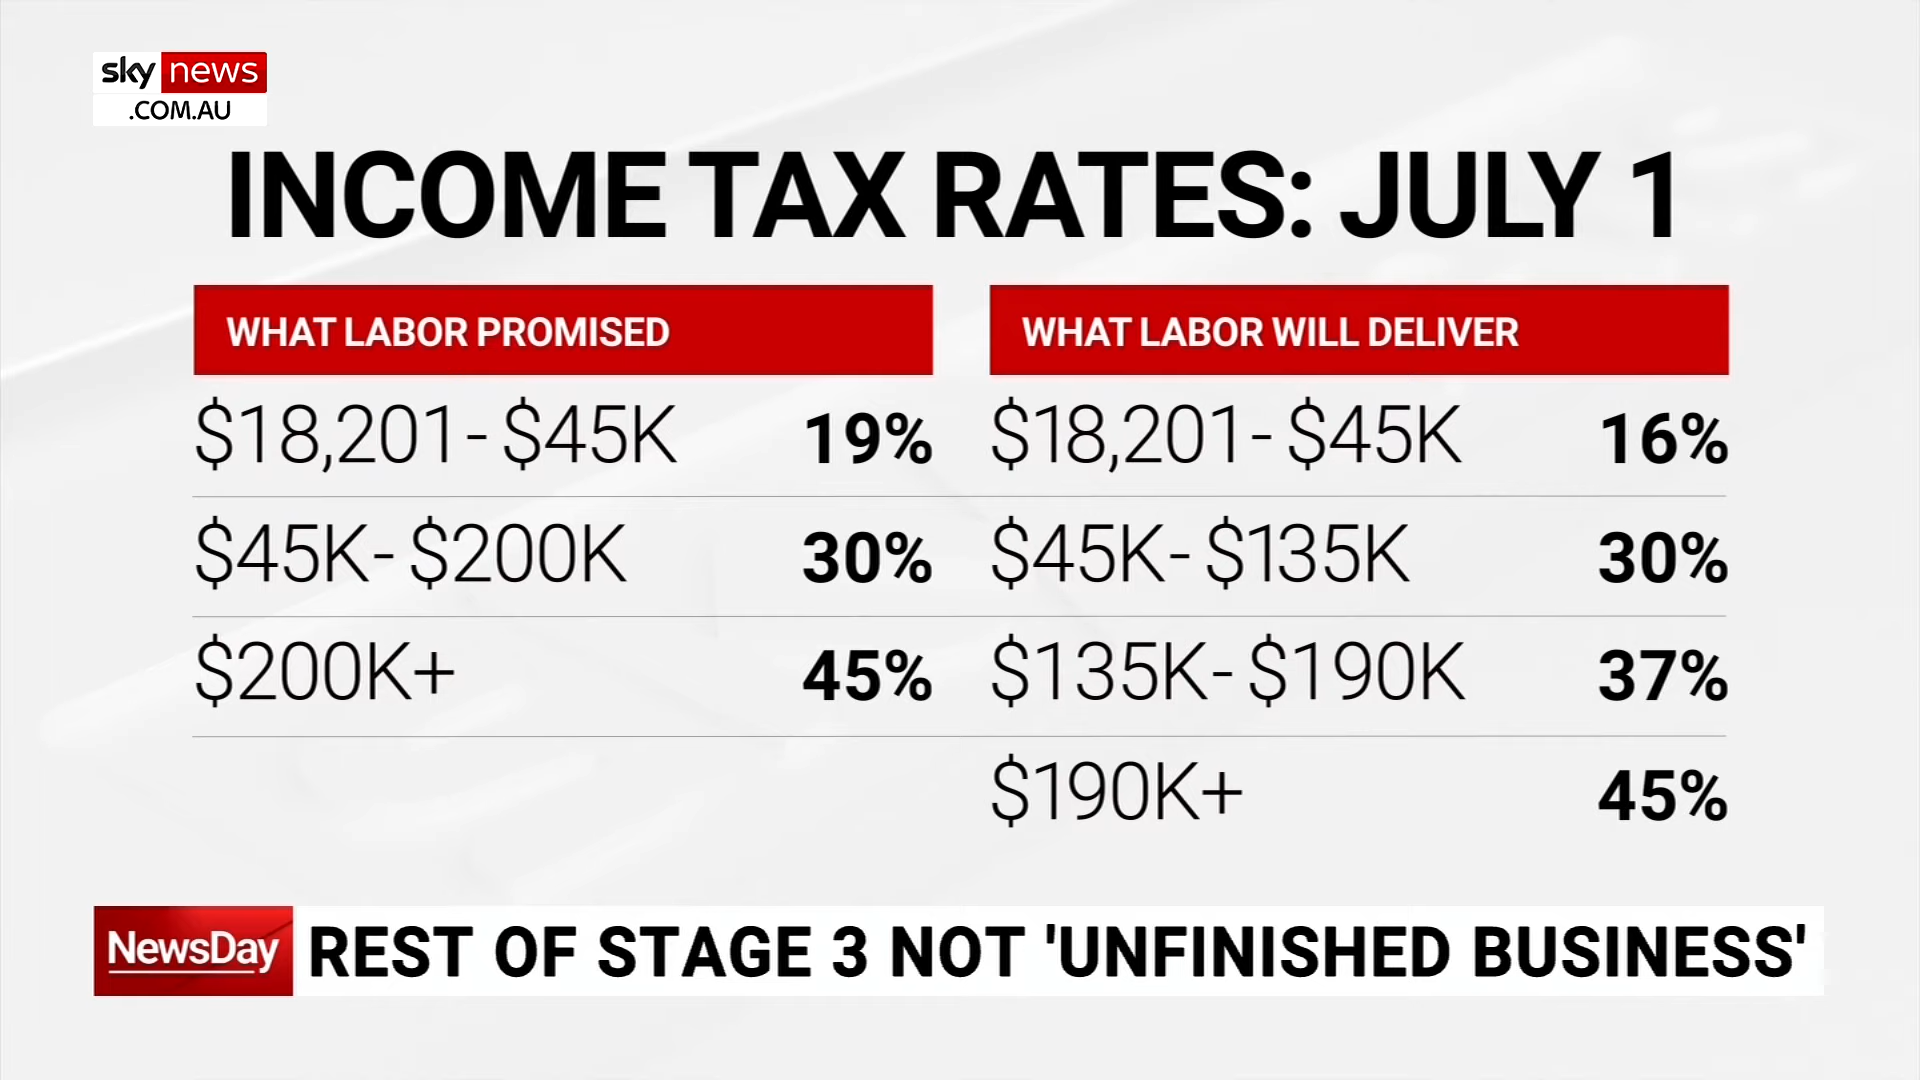 sky news
.COM.AU
INCOME TAX RATES: JULY 1
WHAT LABOR PROMISED
$18,201 - $45K 19%
$45K - $200K 30%
$200K+ 45%
WHAT LABOR WILL DELIVER
$18,201 - $45K 16%
$45K - $135K 30%
$135K - $190K 37%
$190K+ 45%
NewsDay
REST OF STAGE 3 NOT 'UNFINISHED BUSINESS'